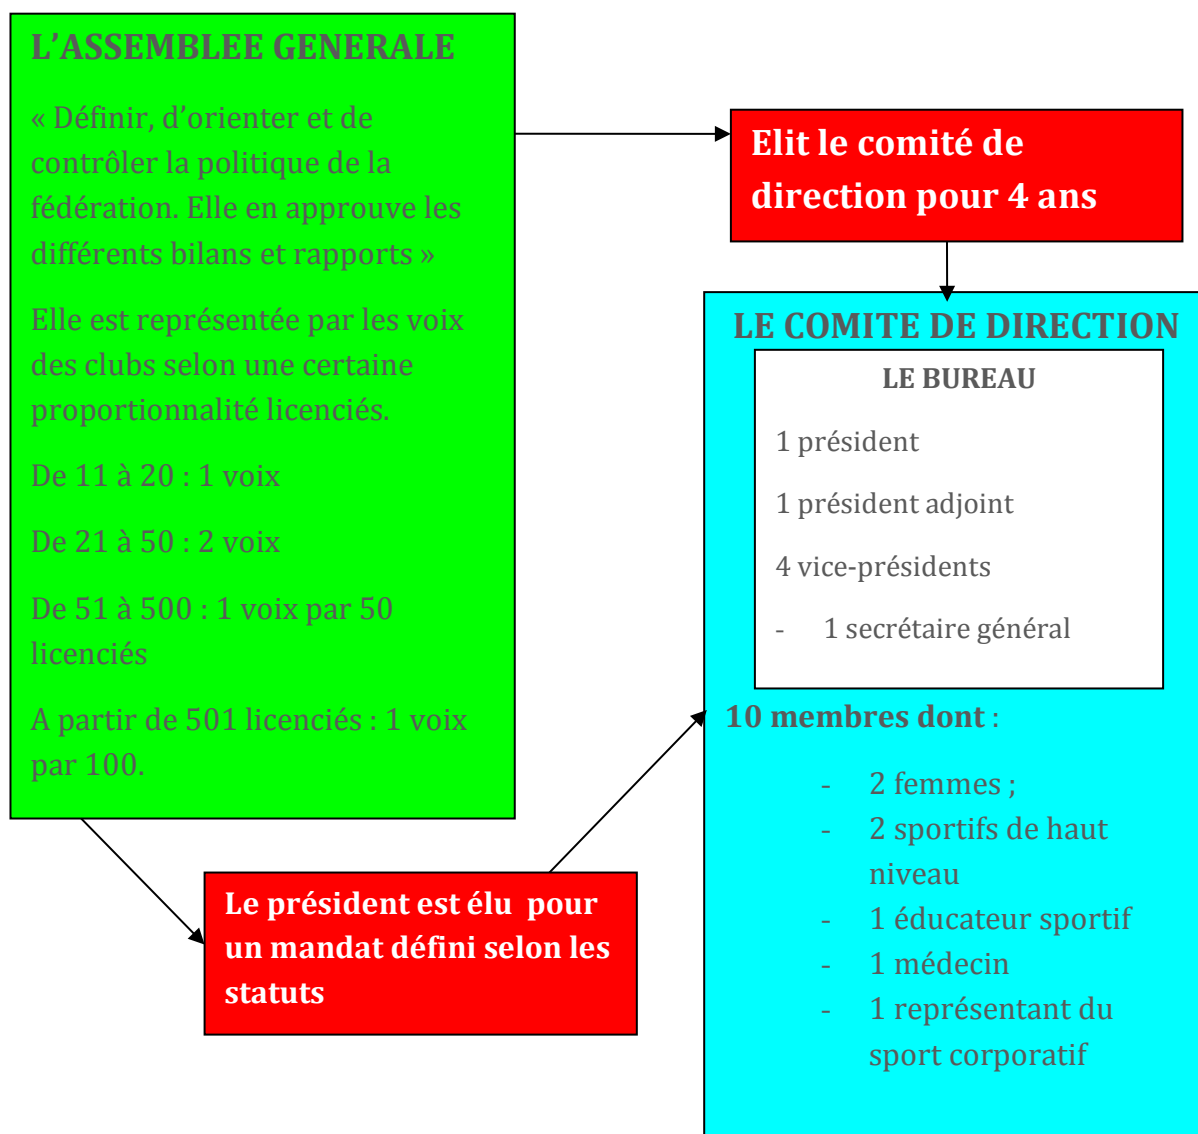 L’ASSEMBLEE GENERALE
« Définir, d’orienter et de
contrôler la politique de la
fédération. Elle en approuve les
différents bilans et rapports »
Elle est représentée par les voix
des clubs selon une certaine
proportionnalité licenciés.
De 11 à 20 : 1 voix
De 21 à 50 : 2 voix
De 51 à 500 : 1 voix par 50
licenciés
A partir de 501 licenciés : 1 voix
par 100.
Elit le comité de
direction pour 4 ans
LE COMITE DE DIRECTION
LE BUREAU
1 président
1 président adjoint
4 vice-présidents
- 1 secrétaire général
10 membres dont :
- 2 femmes ;
- 2 sportifs de haut
niveau
- 1 éducateur sportif
- 1 médecin
- 1 représentant du
sport corporatif
Le président est élu pour
un mandat défini selon les
statuts